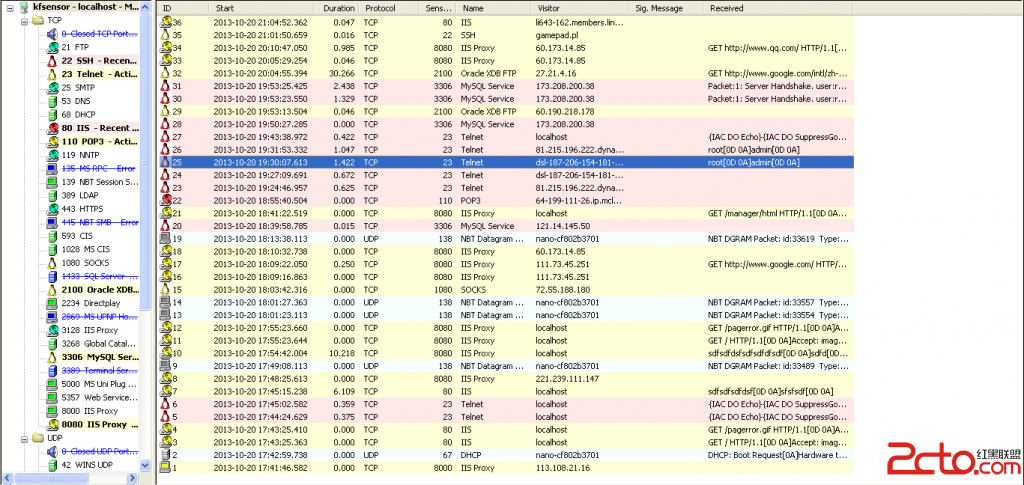 kfsensor - localhost - M...
TCP
0 Closed TCP Port...
21 FTP
22 SSH - Recen...
23 Telnet - Acti...
25 SMTP
53 DNS
68 DHCP
80 IIS - Recent ...
110 POP3 - Acti...
119 NNTP
135 MS RPC - Error
139 NBT Session S...
389 LDAP
443 HTTPS
445 NBT SMB - Error
593 CIS
1028 MS CIS
1080 SOCKS
1433 SQL Server ...
2100 Oracle XDB...
2234 Directplay
2869 MS UPNP Ho...
3128 IIS Proxy
3268 Global Catal...
3306 MySQL Ser...
3389 Terminal Ser...
5000 MS Uni Plug ...
5357 Web Service...
8000 IIS Proxy
8080 IIS Proxy ...
UDP
0 Closed UDP Port...
42 WINS UDP
ID Start Duration Protocol Sens... Name Visitor Sig. Message Received
36 2013-10-20 21:04:52.362 0.047 TCP 80 IIS li643-162.members.lin...
35 2013-10-20 21:01:50.659 0.016 TCP 22 SSH gamepad.pl
34 2013-10-20 20:10:47.050 0.985 TCP 8080 IIS Proxy 60.173.14.85 GET http://www.qq.com/ HTTP/1.1[...
33 2013-10-20 20:05:29.254 0.046 TCP 8080 IIS Proxy 60.173.14.85
32 2013-10-20 20:04:55.394 30.266 TCP 2100 Oracle XDB FTP 27.21.4.16 GET http://www.google.com/intl/zh-...
31 2013-10-20 19:53:25.425 2.438 TCP 3306 MySQL Service 173.208.200.38 Packet:1: Server Handshake. user:r...
30 2013-10-20 19:53:23.550 1.329 TCP 3306 MySQL Service 173.208.200.38 Packet:1: Server Handshake. user:r...
29 2013-10-20 19:53:13.504 0.046 TCP 2100 Oracle XDB FTP 60.190.218.178
28 2013-10-20 19:50:27.285 0.000 TCP 3306 MySQL Service 173.208.200.38
27 2013-10-20 19:43:38.972 0.422 TCP 23 Telnet localhost {IAC DO Echo}{IAC DO SuppressGo...
26 2013-10-20 19:31:53.332 1.047 TCP 23 Telnet 81.215.196.222.dyna... root[0D 0A]admin[0D 0A]
25 2013-10-20 19:30:07.613 1.422 TCP 23 Telnet dsl-187-206-154-181-... root[0D 0A]admin[0D 0A]
24 2013-10-20 19:27:09.691 0.672 TCP 23 Telnet dsl-187-206-154-181-...
23 2013-10-20 19:24:46.957 0.625 TCP 23 Telnet 81.215.196.222.dyna...
22 2013-10-20 18:55:40.504 0.000 TCP 110 POP3 64-199-111-26.ip.mcl...
21 2013-10-20 18:41:22.519 0.000 TCP 8080 IIS Proxy localhost GET /manager/html HTTP/1.1[0D 0A]...
20 2013-10-20 18:39:58.785 0.015 TCP 3306 MySQL Service 121.14.145.50
19 2013-10-20 18:13:38.113 0.000 UDP 138 NBT Datagram ... nano-cf802b3701 NBT DGRAM Packet: id:33619 Type:...
18 2013-10-20 18:10:32.738 0.000 TCP 8080 IIS Proxy 60.173.14.85
17 2013-10-20 18:09:22.050 0.250 TCP 8080 IIS Proxy 111.73.45.251 GET http://www.google.com/ HTTP/...
16 2013-10-20 18:09:16.863 0.000 TCP 8080 IIS Proxy 111.73.45.251
15 2013-10-20 18:03:42.316 0.000 TCP 1080 SOCKS 72.55.188.180
14 2013-10-20 18:01:27.363 0.000 UDP 138 NBT Datagram ... nano-cf802b3701 NBT DGRAM Packet: id:33557 Type:...
13 2013-10-20 18:01:23.113 0.000 UDP 138 NBT Datagram ... nano-cf802b3701 NBT DGRAM Packet: id:33554 Type:...
12 2013-10-20 17:55:23.660 0.000 TCP 8080 IIS Proxy localhost GET /pagerror.gif HTTP/1.1[0D 0A]A...
11 2013-10-20 17:55:23.644 0.000 TCP 8080 IIS Proxy localhost GET / HTTP/1.1[0D 0A]Accept: imag...
10 2013-10-20 17:54:42.004 10.218 TCP 8080 IIS Proxy localhost
9 2013-10-20 17:49:08.113 0.000 UDP 138 NBT Datagram ... nano-cf802b3701 NBT DGRAM Packet: id:33489 Type:...
8 2013-10-20 17:48:25.613 0.000 TCP 8080 IIS Proxy 221.239.111.147
7 2013-10-20 17:45:15.238 6.109 TCP 80 IIS localhost
6 2013-10-20 17:45:02.582 0.359 TCP 23 Telnet localhost {IAC DO Echo}{IAC DO SuppressGo...
5 2013-10-20 17:44:24.629 0.375 TCP 23 Telnet localhost {IAC DO Echo}{IAC DO SuppressGo...
4 2013-10-20 17:43:25.410 0.000 TCP 80 IIS localhost GET /pagerror.gif HTTP/1.1[0D 0A]A...
3 2013-10-20 17:43:25.363 0.000 TCP 80 IIS localhost GET / HTTP/1.1[0D 0A]Accept: imag...
2 2013-10-20 17:42:59.738 0.000 UDP 67 DHCP nano-cf802b3701 DHCP: Boot Request[0A]Hardware t...
1 2013-10-20 17:41:46.582 0.000 TCP 8080 IIS Proxy 113.108.21.16
2cto.com
红黑联盟